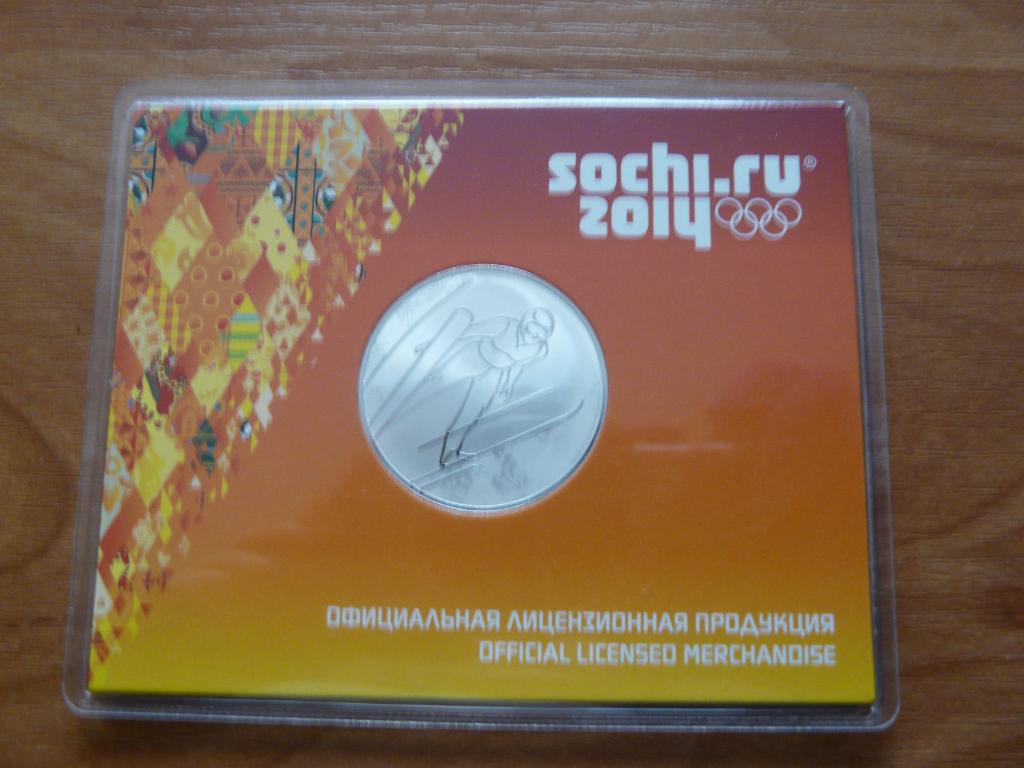 sochi.ru®
2014
ОФИЦИАЛЬНАЯ ЛИЦЕНЗИОННАЯ ПРОДУКЦИЯ
OFFICIAL LICENSED MERCHANDISE